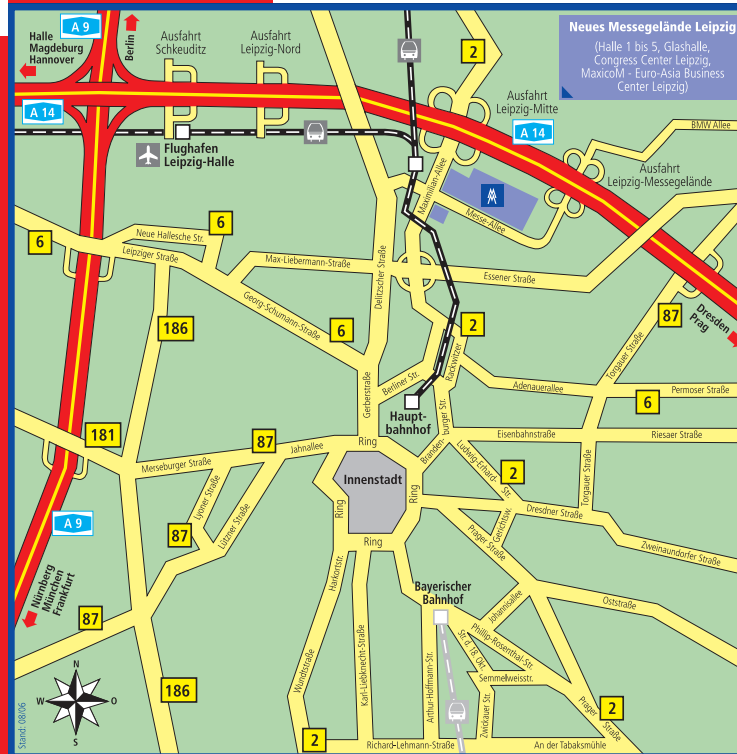 A 9
Halle
Magdeburg
Hannover
Berlin
Ausfahrt
Schkeuditz
Ausfahrt
Leipzig-Nord
2
Neues Messegelände Leipzig
(Halle 1 bis 5, Glashalle,
Congress Center Leipzig,
MaxicoM - Euro-Asia Business
Center Leipzig)
A 14
Ausfahrt
Leipzig-Mitte
A 14
BMW Allee
Flughafen
Leipzig-Halle
Maximilian-Allee
Ausfahrt
Leipzig-Messegelände
Messe-Allee
6
Neue Hallesche Str.
6
Leipziger Straße
Max-Liebermann-Straße
Delitzscher Straße
Essener Straße
Georg-Schumann-Straße
186
6
2
87
Dresden
Prag
Torgauer Straße
Rackwitzer
Berliner Str.
Gerberstraße
Adenauerallee
Permoser Straße
6
Haupt-
bahnhof
Branden-
burger Str.
181
87
Merseburger Straße
Jahnallee
Ring
Eisenbahnstraße
Riesaer Straße
Ludwig-Erhard-
Str.
2
Innenstadt
Lyoner Straße
Lützner Straße
Ring
Ring
Torgauer Straße
Gerichtsw.
Dresdner Straße
A 9
87
Ring
Prager Straße
Zweinaundorfer Straße
Harkortstr.
Nürnberg
München
Frankfurt
Bayerischer
Bahnhof
Johannisallee
Oststraße
87
Wundtstraße
Karl-Liebknecht-Straße
Arthur-Hoffmann-Str.
Str. d. 18. Okt.
Phillip-Rosenthal-Str.
Semmelweisstr.
Zwickauer Str.
Prager
Straße
186
N
W
O
S
2
2
Richard-Lehmann-Straße
An der Tabaksmühle
Stand: 08/06